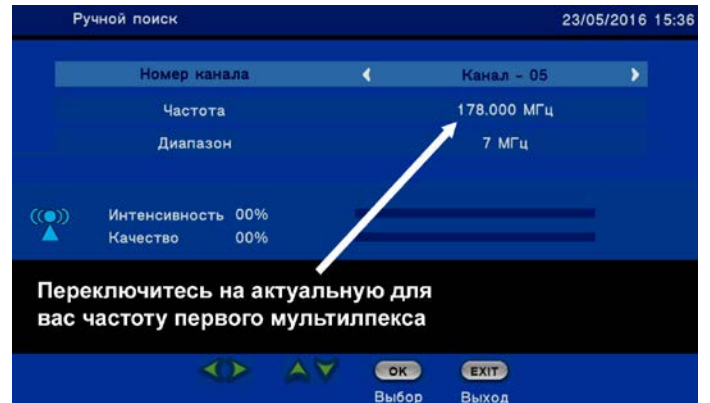 Ручной поиск 23/05/2016 15:36
Номер канала Канал - 05
Частота 178.000 МГц
Диапазон 7 МГц
Интенсивность 00%
Качество 00%
Переключитесь на актуальную для
вас частоту первого мультилпекса
OK EXIT
Выбор Выход